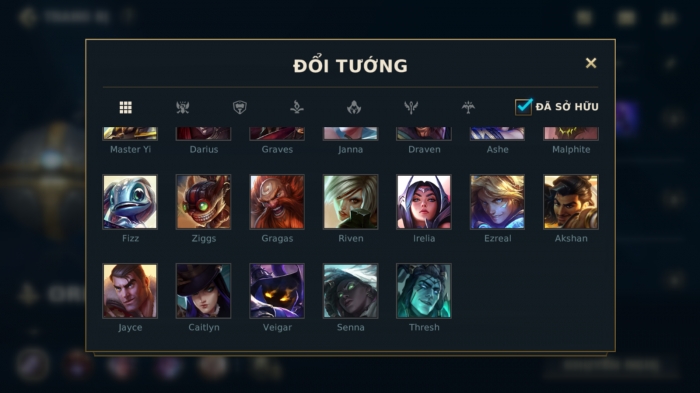 ĐỔI TƯỚNG
ĐÃ SỞ HỮU
Master Yi Darius Graves Janna Draven Ashe Malphite
Fizz Ziggs Gragas Riven Irelia Ezreal Akshan
Jayce Caitlyn Veigar Senna Thresh